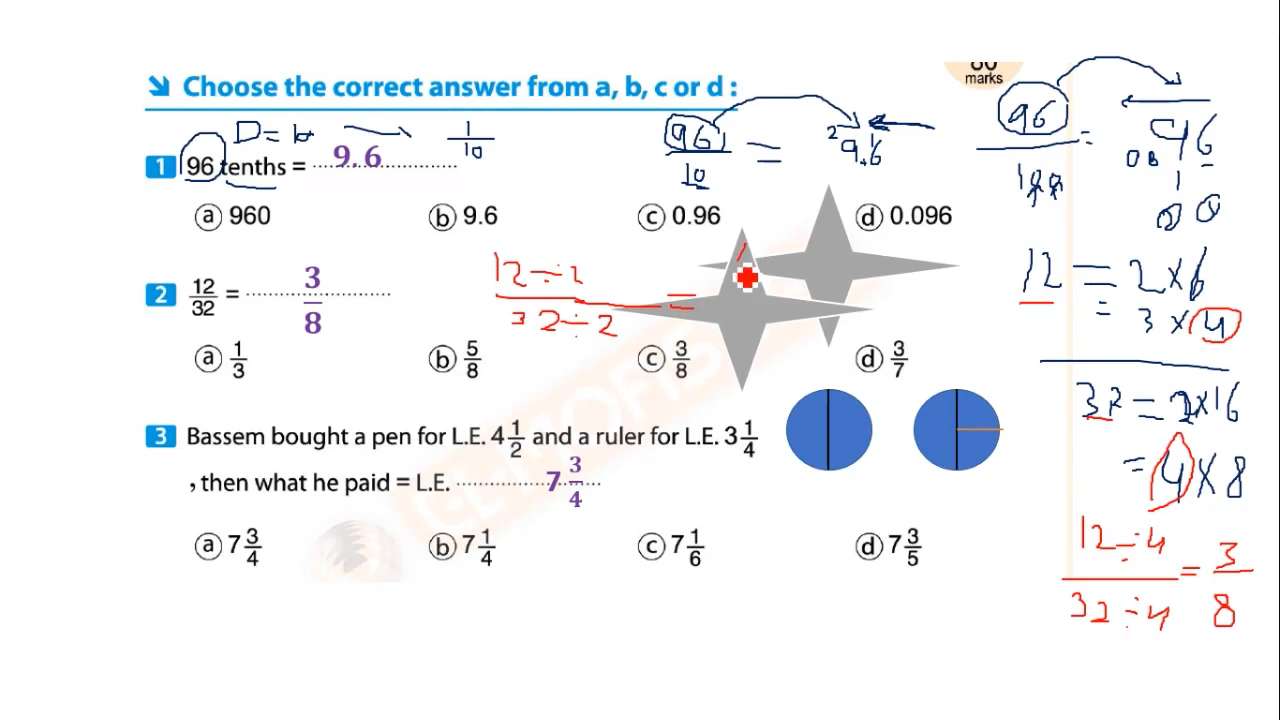 Choose the correct answer from a, b, c or d :
marks
D = 10 → 1/10
96/10 = 9.6
96/100 =
1 96 tenths = 9.6
a 960 b 9.6 c 0.96 d 0.096
12 = 2 × 6
= 3 × 4
2 12/32 = 3/8
12 ÷ 2 / 32 ÷ 2 =
a 1/3 b 5/8 c 3/8 d 3/7
32 = 2 × 16
= 4 × 8
3 Bassem bought a pen for L.E. 4 1/2 and a ruler for L.E. 3 1/4
, then what he paid = L.E. 7 3/4
a 7 3/4 b 7 1/4 c 7 1/6 d 7 3/5
12 ÷ 4 / 32 ÷ 4 = 3/8